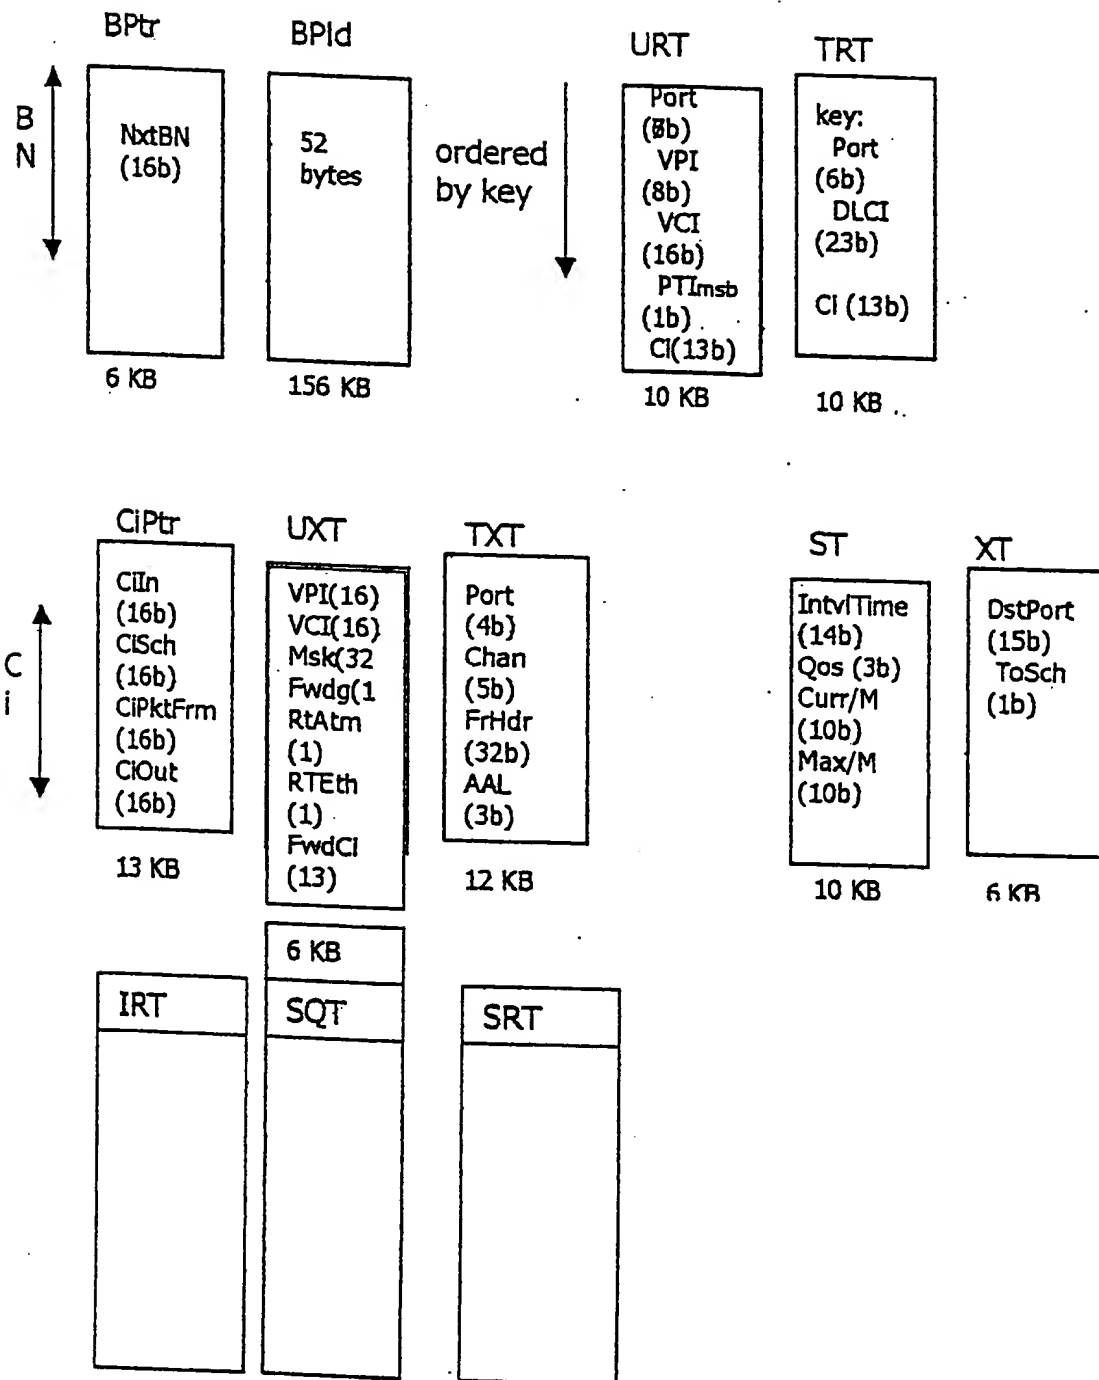 BPtr
BPld
URT
TRT
B
N
NxtBN
(16b)
52
bytes
ordered
by key
Port
VPI
(8b)
VCI
(16b)
PTImsb
(1b)
Ci(13b)
key:
Port
(6b)
DLCI
(23b)
Ci (13b)
6 KB
156 KB
10 KB
10 KB
CiPtr
UXT
TXT
ST
XT
C
i
CiIn
(16b)
CiSch
(16b)
CiPktFrm
(16b)
CiOut
(16b)
VPI(16)
VCI(16)
Msk(32
Fwdg(1
RtAtm
(1)
RTEth
(1)
FwdCi
(13)
Port
(4b)
Chan
(5b)
FrHdr
(32b)
AAL
(3b)
IntvlTime
(14b)
Qos (3b)
Curr/M
(10b)
Max/M
(10b)
DstPort
(15b)
ToSch
(1b)
13 KB
12 KB
10 KB
6 KB
6 KB
IRT
SQT
SRT